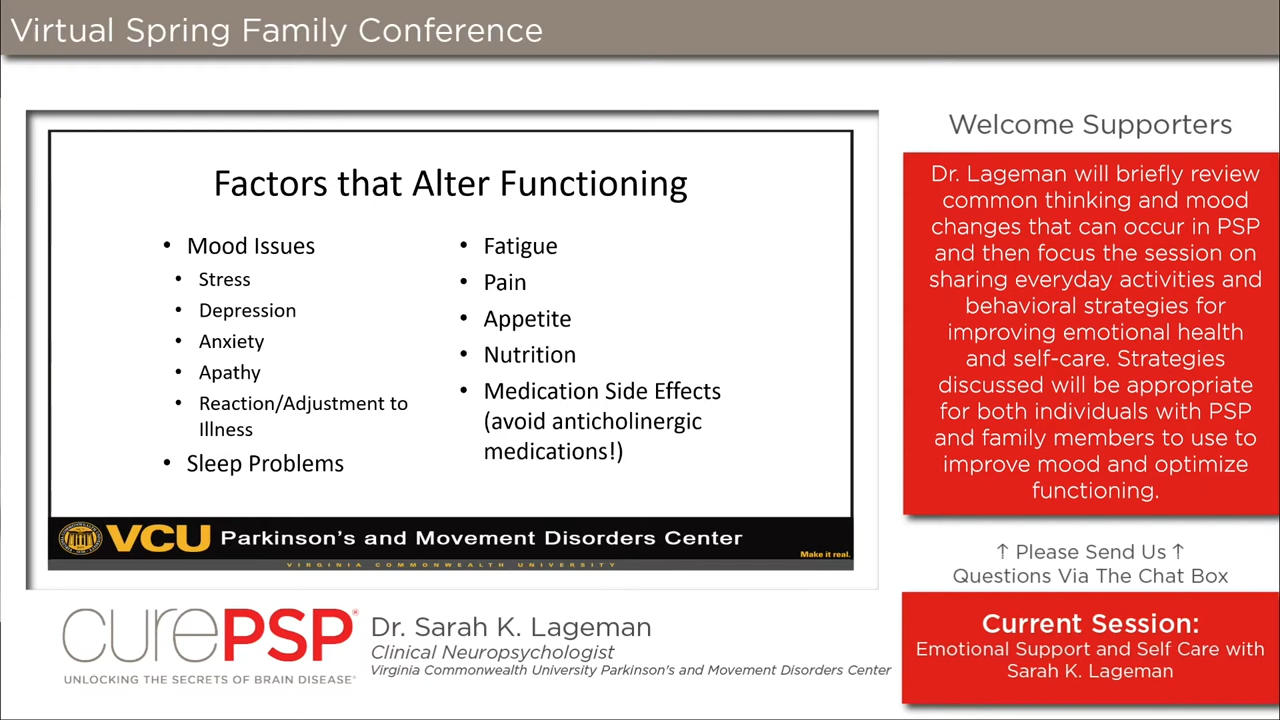 Virtual Spring Family Conference
Factors that Alter Functioning
• Mood Issues
• Stress
• Depression
• Anxiety
• Apathy
• Reaction/Adjustment to
Illness
• Sleep Problems
• Fatigue
• Pain
• Appetite
• Nutrition
• Medication Side Effects
(avoid anticholinergic
medications!)
VCU Parkinson's and Movement Disorders Center
Make it real.
VIRGINIA COMMONWEALTH UNIVERSITY
Welcome Supporters
Dr. Lageman will briefly review
common thinking and mood
changes that can occur in PSP
and then focus the session on
sharing everyday activities and
behavioral strategies for
improving emotional health
and self-care. Strategies
discussed will be appropriate
for both individuals with PSP
and family members to use to
improve mood and optimize
functioning.
↑ Please Send Us ↑
Questions Via The Chat Box
Current Session:
Emotional Support and Self Care with
Sarah K. Lageman
curePSP®
UNLOCKING THE SECRETS OF BRAIN DISEASE®
Dr. Sarah K. Lageman
Clinical Neuropsychologist
Virginia Commonwealth University Parkinson's and Movement Disorders Center